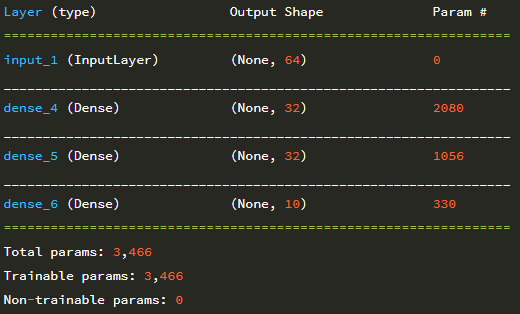 Layer (type) Output Shape Param #
=================================================================
input_1 (InputLayer) (None, 64) 0
_________________________________________________________________
dense_4 (Dense) (None, 32) 2080
_________________________________________________________________
dense_5 (Dense) (None, 32) 1056
_________________________________________________________________
dense_6 (Dense) (None, 10) 330
=================================================================
Total params: 3,466
Trainable params: 3,466
Non-trainable params: 0